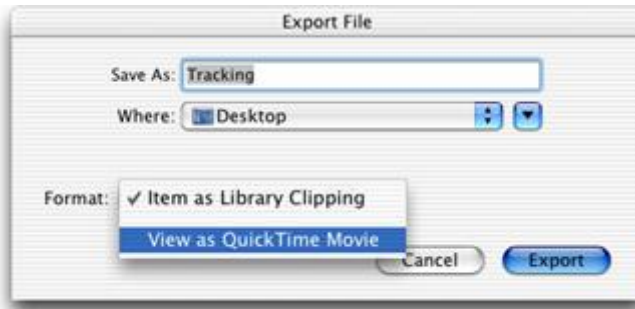 Export File
Save As: Tracking
Where: Desktop
Format: ✓ Item as Library Clipping
View as QuickTime Movie
Cancel Export